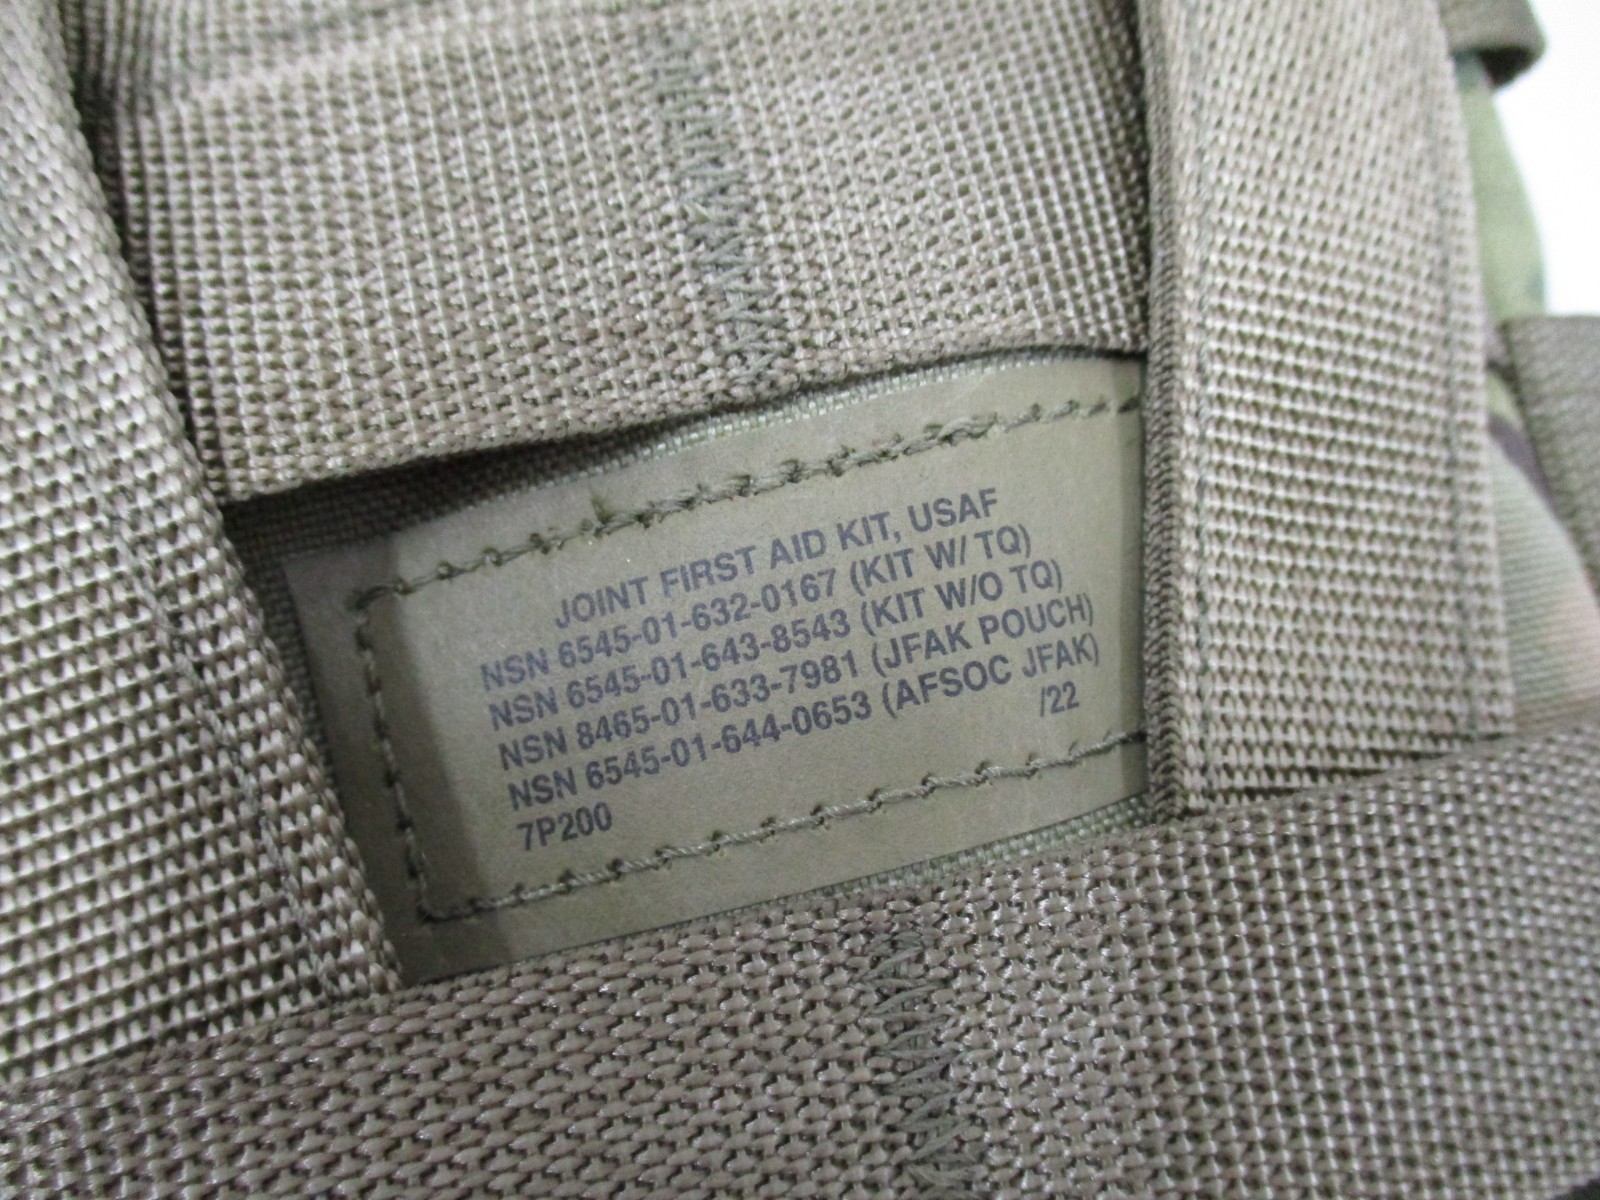 JOINT FIRST AID KIT, USAF
NSN 6545-01-632-0167 (KIT W/ TQ)
NSN 6545-01-643-8543 (KIT W/O TQ)
NSN 8465-01-633-7981 (JFAK POUCH)
NSN 6545-01-644-0653 (AFSOC JFAK)
7P200 /22